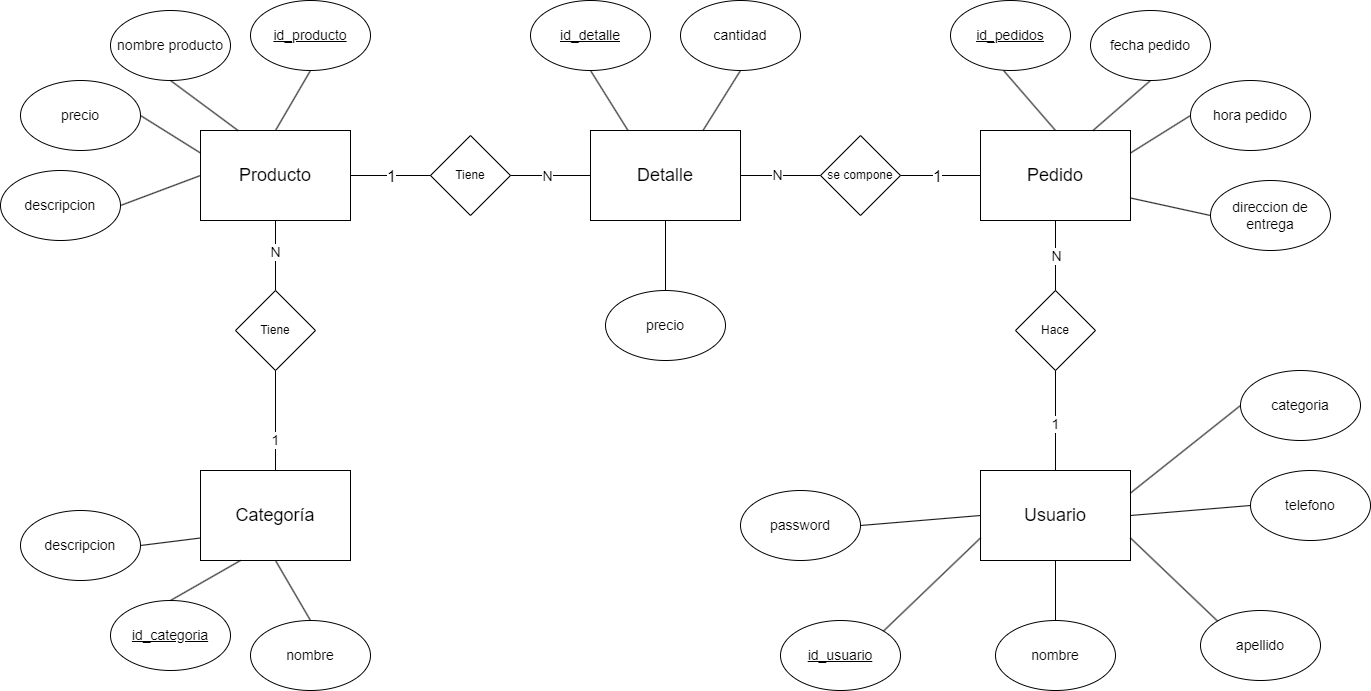 nombre producto
id_producto
id_detalle
cantidad
id_pedidos
fecha pedido
precio
hora pedido
Producto
1
Tiene
N
Detalle
N
se compone
1
Pedido
descripcion
direccion de
entrega
N
N
Tiene
precio
Hace
categoria
1
1
Categoría
Usuario
telefono
password
descripcion
id_categoria
nombre
id_usuario
nombre
apellido